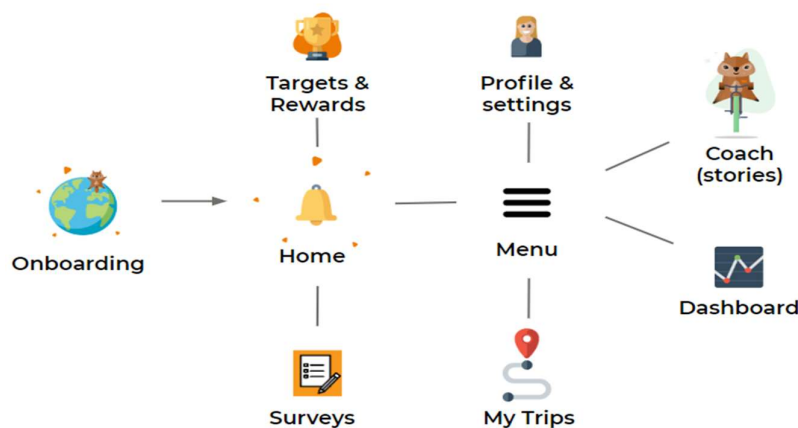 Targets &
Rewards
Profile &
settings
Coach
(stories)
Onboarding
Home
Menu
Dashboard
Surveys
My Trips